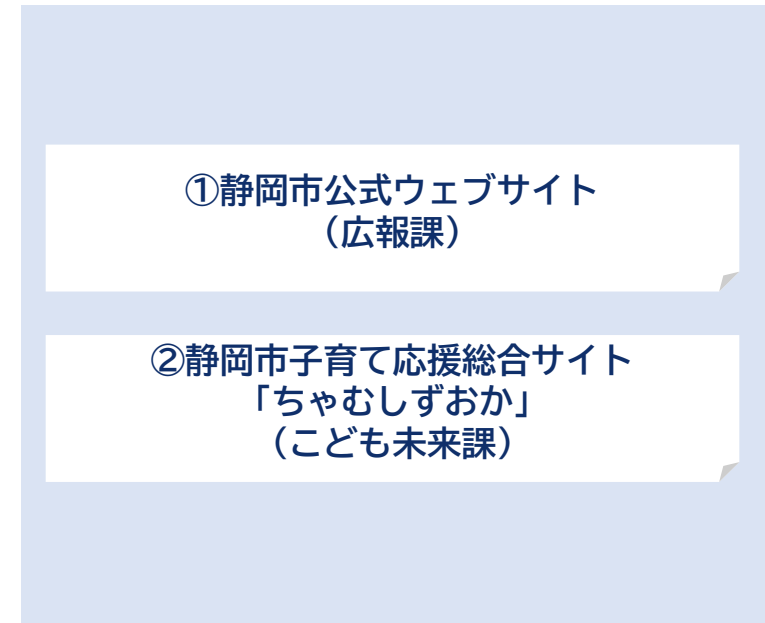 ①静岡市公式ウェブサイト
（広報課）
②静岡市子育て応援総合サイト
「ちゃむしずおか」
（こども未来課）